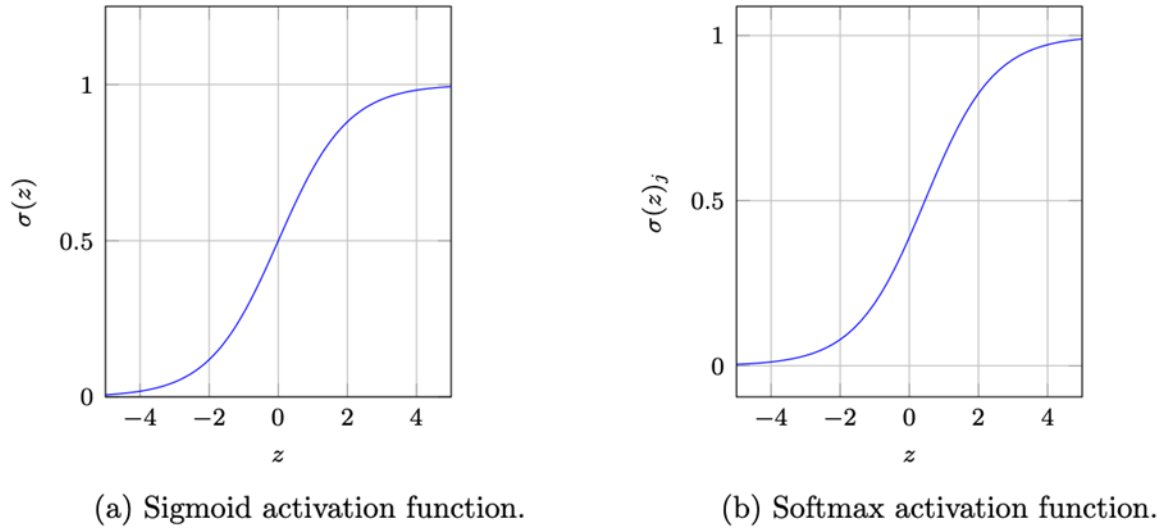 1
0.5
0
σ(z)
−4 −2 0 2 4
z
(a) Sigmoid activation function.
1
0.5
0
σ(z)j
−4 −2 0 2 4
z
(b) Softmax activation function.